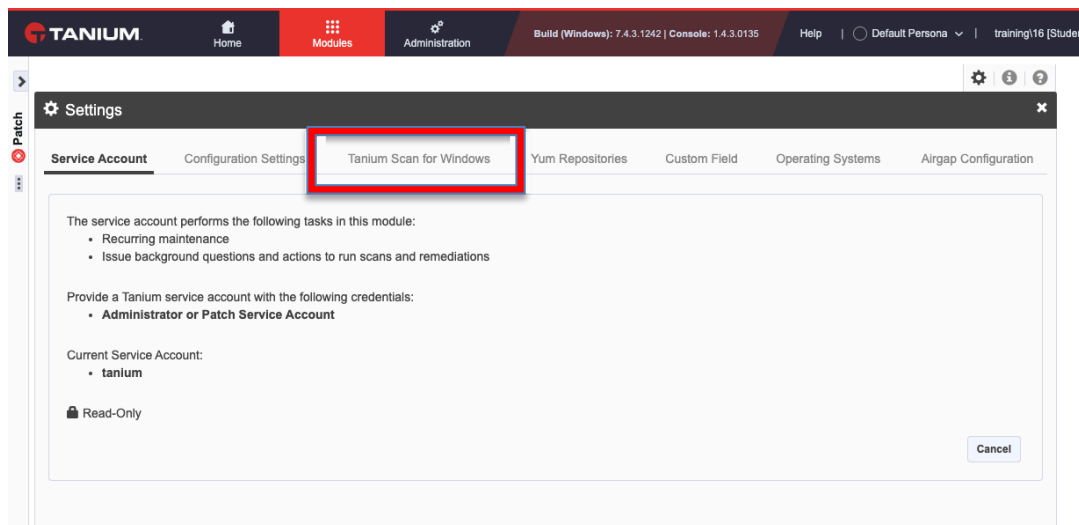 TANIUM
Home
Modules
Administration
Build (Windows): 7.4.3.1242 | Console: 1.4.3.0135
Help | Default Persona | training\16 [Stude
Patch
Settings
Service Account Configuration Settings Tanium Scan for Windows Yum Repositories Custom Field Operating Systems Airgap Configuration
The service account performs the following tasks in this module:
• Recurring maintenance
• Issue background questions and actions to run scans and remediations
Provide a Tanium service account with the following credentials:
• Administrator or Patch Service Account
Current Service Account:
• tanium
Read-Only
Cancel